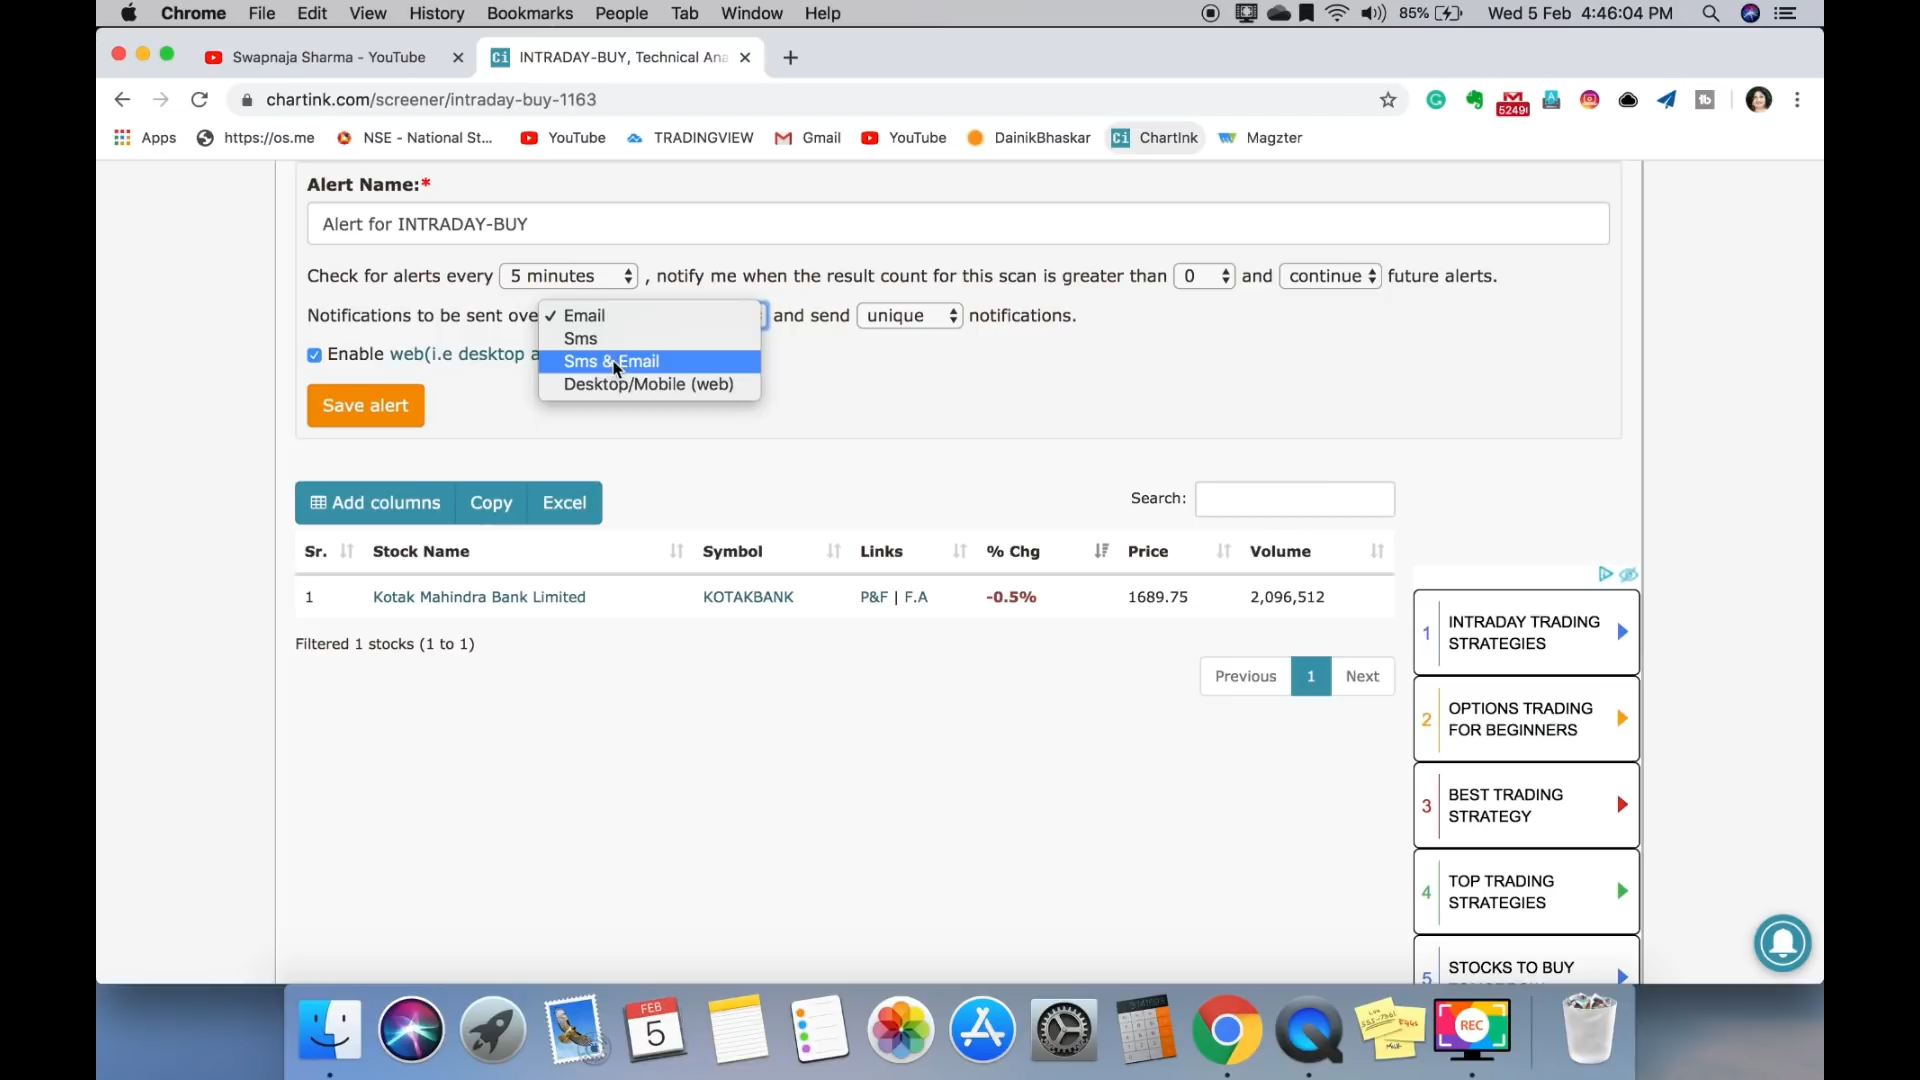 Chrome File Edit View History Bookmarks People Tab Window Help 85% Wed 5 Feb 4:46:04 PM
Swapnaja Sharma - YouTube
Ci INTRADAY-BUY, Technical Ana
chartink.com/screener/intraday-buy-1163
Apps https://os.me NSE - National St... YouTube TRADINGVIEW Gmail YouTube DainikBhaskar Ci ChartInk Magzter
Alert Name:*
Alert for INTRADAY-BUY
Check for alerts every 5 minutes , notify me when the result count for this scan is greater than 0 and continue future alerts.
Notifications to be sent ove ✓ Email and send unique notifications.
Sms
Enable web(i.e desktop a
Sms & Email
Desktop/Mobile (web)
Save alert
Add columns Copy Excel
Search:
Sr. Stock Name Symbol Links % Chg Price Volume
1 Kotak Mahindra Bank Limited KOTAKBANK P&F | F.A -0.5% 1689.75 2,096,512
Filtered 1 stocks (1 to 1)
Previous 1 Next
1 INTRADAY TRADING
STRATEGIES
2 OPTIONS TRADING
FOR BEGINNERS
3 BEST TRADING
STRATEGY
4 TOP TRADING
STRATEGIES
5 STOCKS TO BUY
FEB
5
REC